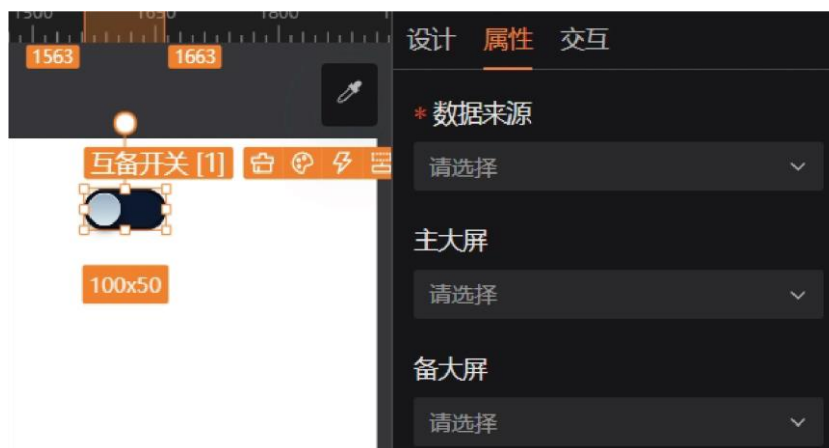 1500 1650 1800
1563 1663
设计 属性 交互
* 数据来源
请选择
互备开关 [1]
主大屏
请选择
100x50
备大屏
请选择